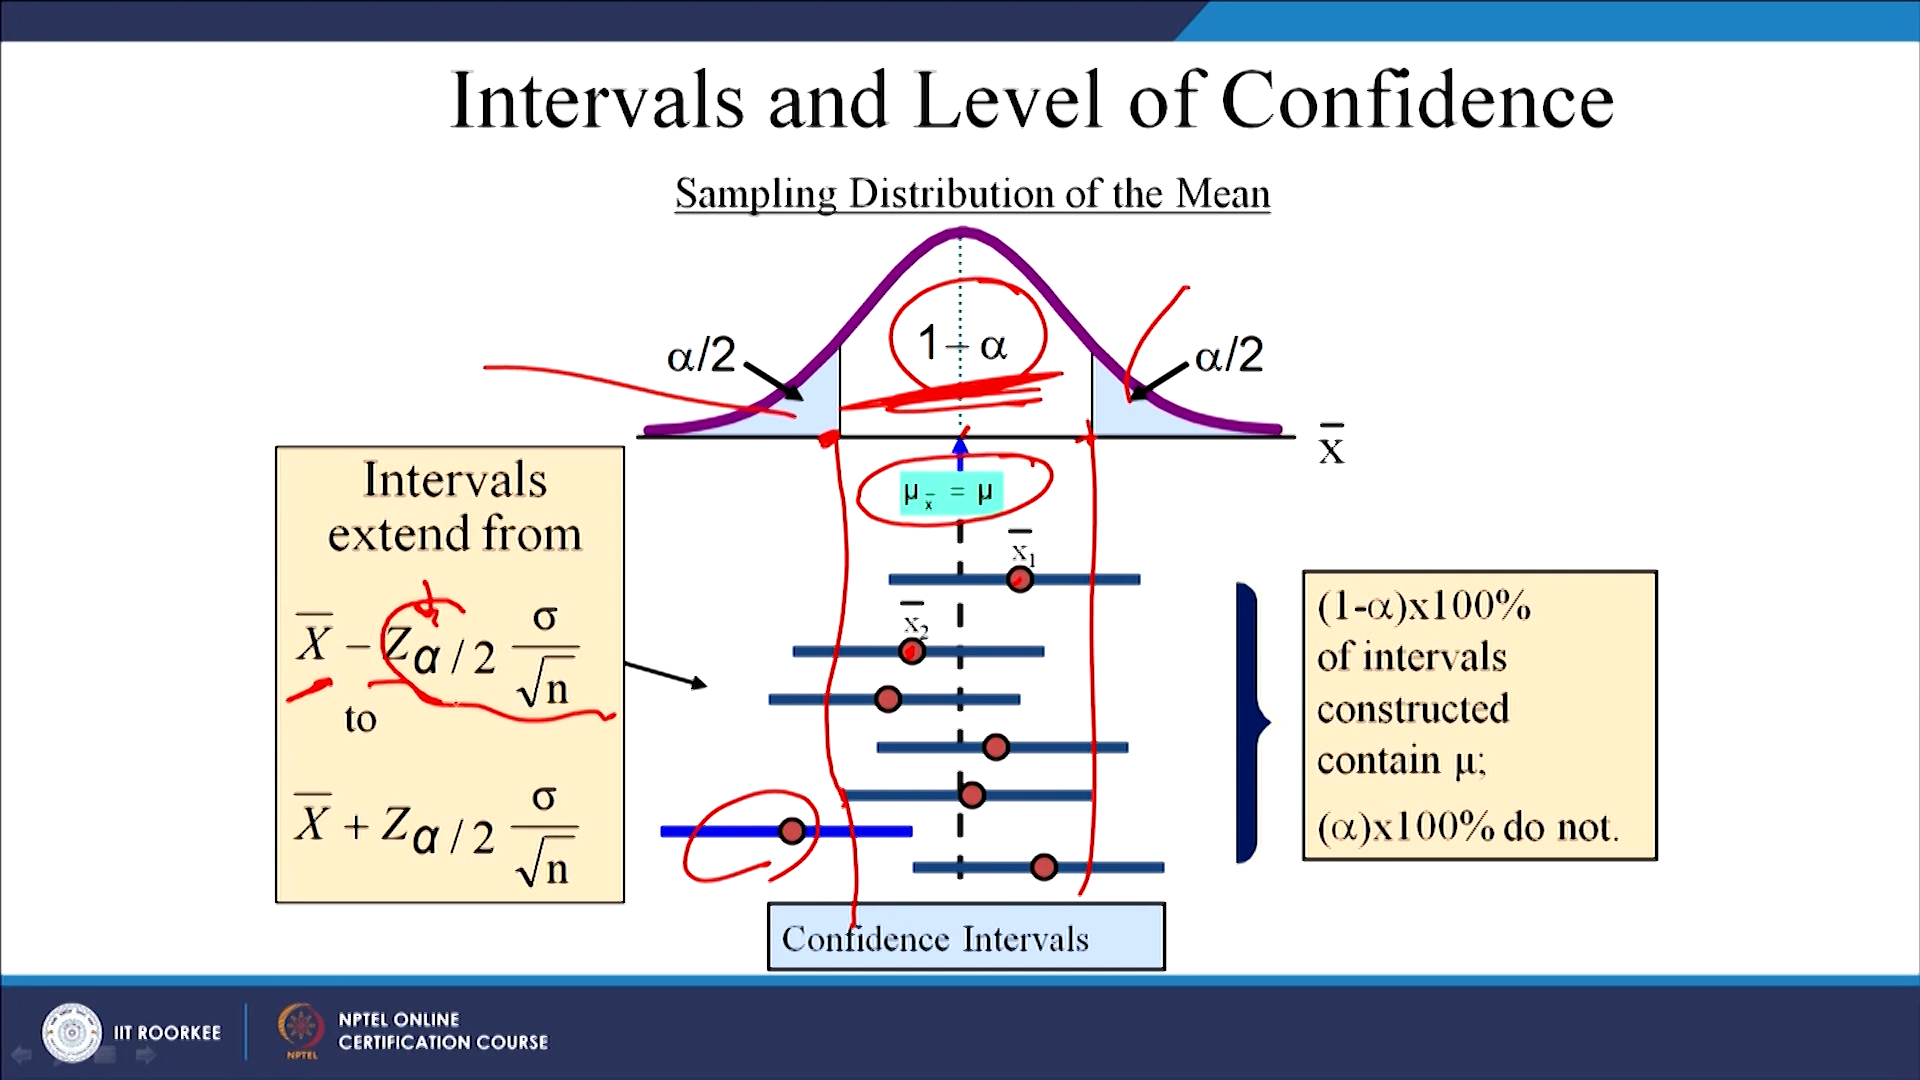 Intervals and Level of Confidence
Sampling Distribution of the Mean
α/2
1 – α
α/2
x̄
μx̄ = μ
Intervals
extend from
X̄ − Zα/2 σ/√n
to
X̄ + Zα/2 σ/√n
x̄1
x̄2
(1-α)x100%
of intervals
constructed
contain μ;
(α)x100% do not.
Confidence Intervals
IIT ROORKEE
NPTEL
NPTEL ONLINE
CERTIFICATION COURSE